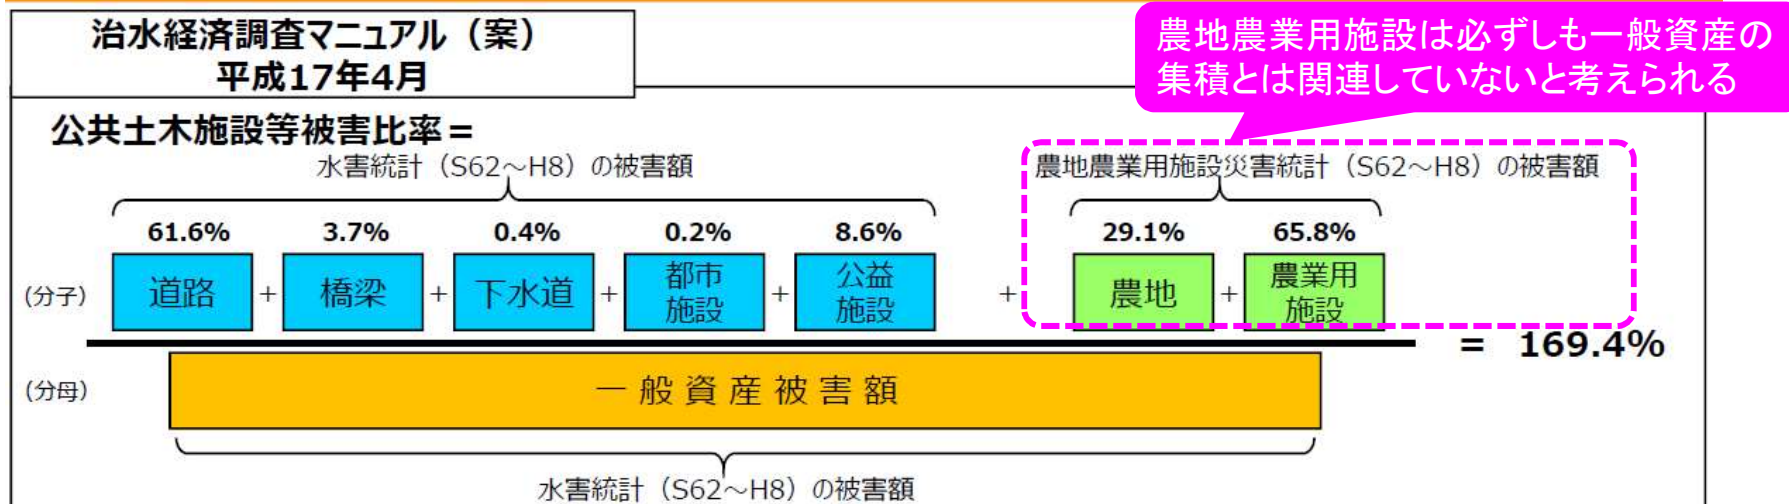 治水経済調査マニュアル（案）
平成17年4月
農地農業用施設は必ずしも一般資産の
集積とは関連していないと考えられる
公共土木施設等被害比率＝
水害統計（S62～H8）の被害額
農地農業用施設災害統計（S62～H8）の被害額
61.6%
3.7%
0.4%
0.2%
8.6%
29.1%
65.8%
(分子)
道路
+
橋梁
+
下水道
+
都市
施設
+
公益
施設
+
農地
+
農業用
施設
= 169.4%
(分母)
一般資産被害額
水害統計（S62～H8）の被害額